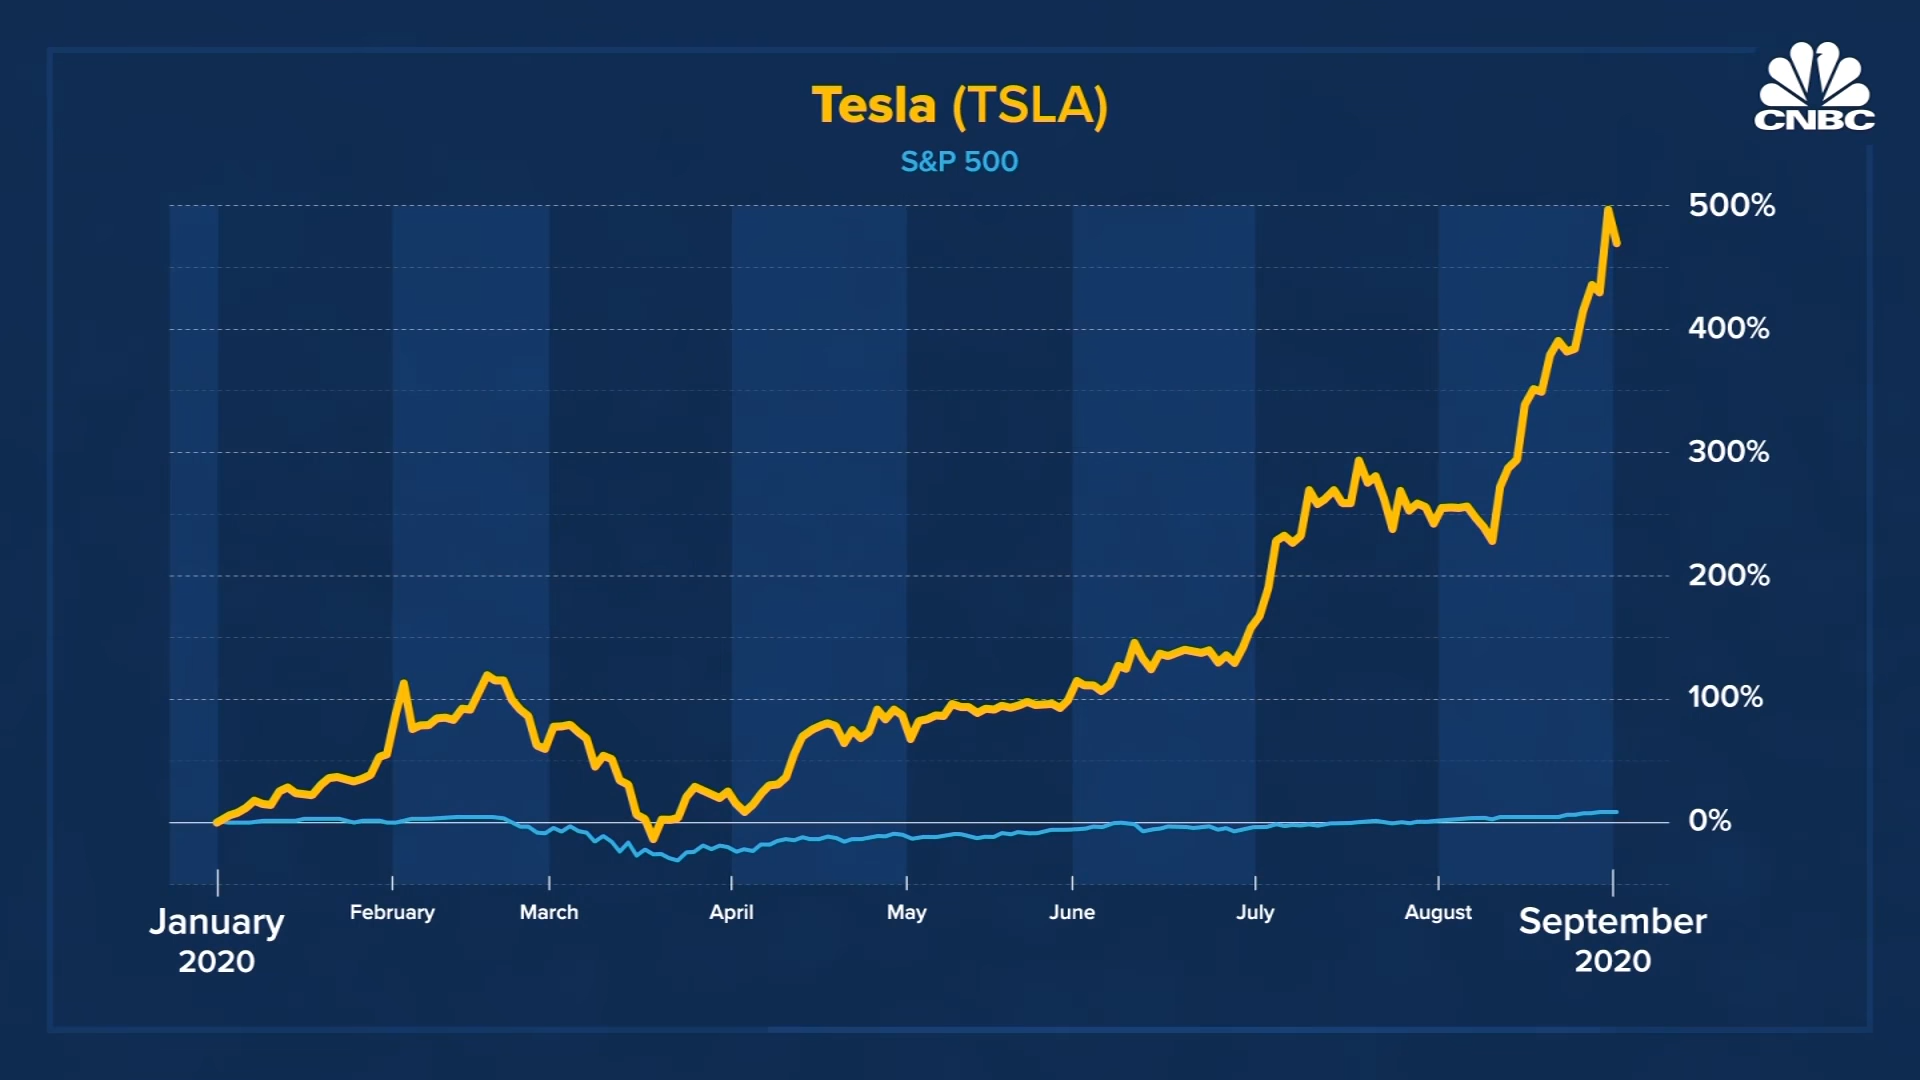 Tesla (TSLA)
S&P 500
CNBC
500%
400%
300%
200%
100%
0%
January
2020
February
March
April
May
June
July
August
September
2020